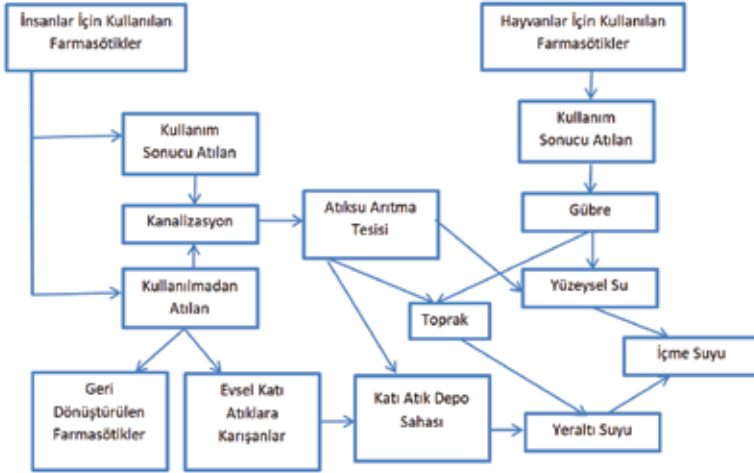 İnsanlar İçin Kullanılan
Farmasötikler
Hayvanlar İçin Kullanılan
Farmasötikler
Kullanım
Sonucu Atılan
Kullanım
Sonucu Atılan
Kanalizasyon
Atıksu Arıtma
Tesisi
Gübre
Kullanılmadan
Atılan
Yüzeysel Su
Toprak
İçme Suyu
Geri
Dönüştürülen
Farmasötikler
Evsel Katı
Atıklara
Karışanlar
Katı Atık Depo
Sahası
Yeraltı Suyu